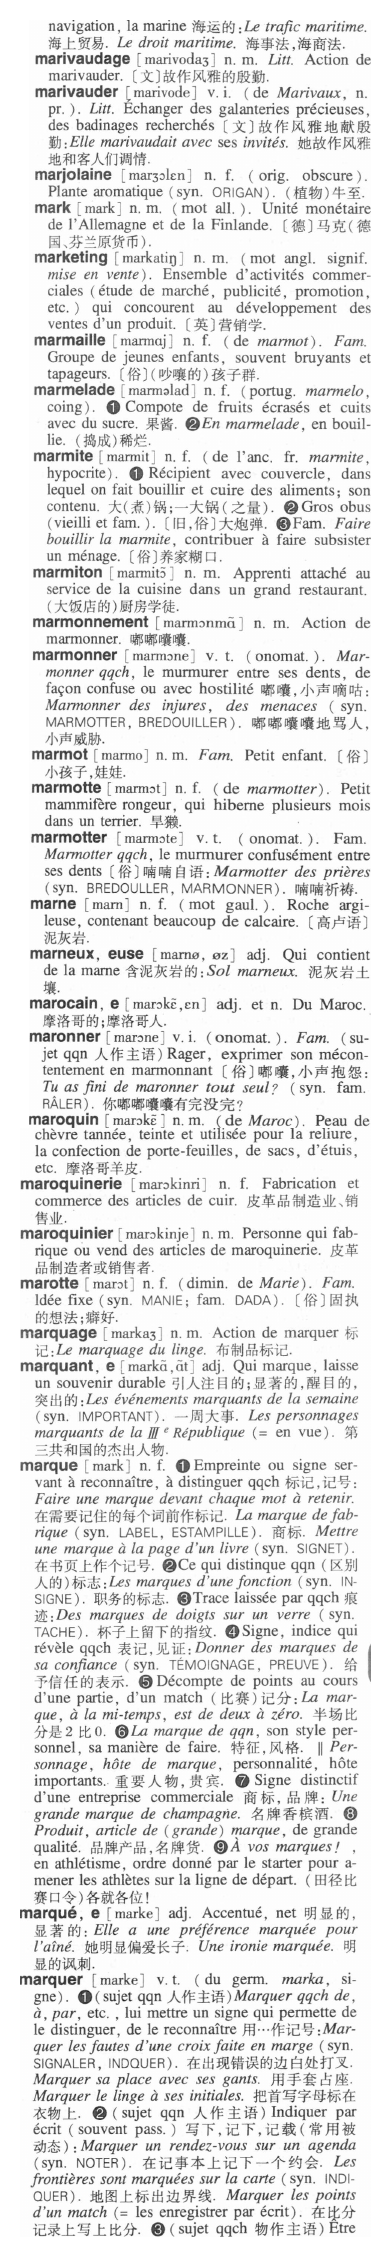 navigation, la marine 海运的:Le trafic maritime.
海上贸易. Le droit maritime. 海事法,海商法.
marivaudage [marivodaʒ] n. m. Litt. Action de
marivauder. [文]故作风雅的殷勤.
marivauder [marivode] v. i. (de Marivaux, n.
pr.). Litt. Échanger des galanteries précieuses,
des badinages recherchés [文]故作风雅地献殷
勤:Elle marivaudait avec ses invités. 她故作风雅
地和客人们调情.
marjolaine [marʒɔlɛn] n. f. (orig. obscure).
Plante aromatique (syn. ORIGAN). (植物)牛至.
mark [mark] n. m. (mot all.). Unité monétaire
de l'Allemagne et de la Finlande. [德]马克(德
国、芬兰原货币).
marketing [markətiŋ] n. m. (mot angl. signif.
mise en vente). Ensemble d'activités commer-
ciales (étude de marché, publicité, promotion,
etc.) qui concourent au développement des
ventes d'un produit. [英]营销学.
marmaille [marmɑj] n. f. (de marmot). Fam.
Groupe de jeunes enfants, souvent bruyants et
tapageurs. [俗](吵嚷的)孩子群.
marmelade [marməlad] n. f. (portug. marmelo,
coing). ❶ Compote de fruits écrasés et cuits
avec du sucre. 果酱. ❷En marmelade, en bouil-
lie. (捣成)稀烂.
marmite [marmit] n. f. (de l'anc. fr. marmite,
hypocrite). ❶ Récipient avec couvercle, dans
lequel on fait bouillir et cuire des aliments; son
contenu. 大(煮)锅;一大锅(之量). ❷ Gros obus
(vieilli et fam.). [旧,俗]大炮弹. ❸Fam. Faire
bouillir la marmite, contribuer à faire subsister
un ménage. [俗]养家糊口.
marmiton [marmitɔ̃] n. m. Apprenti attaché au
service de la cuisine dans un grand restaurant.
(大饭店的)厨房学徒.
marmonnement [marmɔnmɑ̃] n. m. Action de
marmonner. 嘟嘟囔囔.
marmonner [marmɔne] v. t. (onomat.). Mar-
monner qqch, le murmurer entre ses dents, de
façon confuse ou avec hostilité 嘟囔,小声嘀咕:
Marmonner des injures, des menaces (syn.
MARMOTTER, BREDOUILLER). 嘟嘟囔囔地骂人,
小声威胁.
marmot [marmo] n. m. Fam. Petit enfant. [俗]
小孩子,娃娃.
marmotte [marmɔt] n. f. (de marmotter). Petit
mammifère rongeur, qui hiberne plusieurs mois
dans un terrier. 旱獭.
marmotter [marmɔte] v. t. (onomat.). Fam.
Marmotter qqch, le murmurer confusément entre
ses dents [俗]喃喃自语:Marmotter des prières
(syn. BREDOULLER, MARMONNER). 喃喃祈祷.
marne [marn] n. f. (mot gaul.). Roche argi-
leuse, contenant beaucoup de calcaire. [高卢语]
泥灰岩.
marneux, euse [marnø, øz] adj. Qui contient
de la marne 含泥灰岩的:Sol marneux. 泥灰岩土
壤.
marocain, e [marɔkɛ̃,ɛn] adj. et n. Du Maroc.
摩洛哥的;摩洛哥人.
maronner [marɔne] v. i. (onomat.). Fam. (su-
jet qqn 人作主语) Rager, exprimer son mécon-
tentement en marmonnant [俗]嘟囔,小声抱怨:
Tu as fini de maronner tout seul? (syn. fam.
RÂLER). 你嘟嘟囔囔有完没完?
maroquin [marɔkɛ̃] n. m. (de Maroc). Peau de
chèvre tannée, teinte et utilisée pour la reliure,
la confection de porte-feuilles, de sacs, d'étuis,
etc. 摩洛哥羊皮.
maroquinerie [marɔkinri] n. f. Fabrication et
commerce des articles de cuir. 皮革品制造业、销
售业.
maroquinier [marɔkinje] n. m. Personne qui fab-
rique ou vend des articles de maroquinerie. 皮革
品制造者或销售者.
marotte [marɔt] n. f. (dimin. de Marie). Fam.
Idée fixe (syn. MANIE; fam. DADA). [俗]固执
的想法;癖好.
marquage [markaʒ] n. m. Action de marquer 标
记:Le marquage du linge. 布制品标记.
marquant, e [markɑ̃,ɑ̃t] adj. Qui marque, laisse
un souvenir durable 引人注目的;显著的,醒目的,
突出的:Les événements marquants de la semaine
(syn. IMPORTANT). 一周大事. Les personnages
marquants de la Ⅲe République (= en vue). 第
三共和国的杰出人物.
marque [mark] n. f. ❶ Empreinte ou signe ser-
vant à reconnaître, à distinguer qqch 标记,记号:
Faire une marque devant chaque mot à retenir.
在需要记住的每个词前作标记. La marque de fab-
rique (syn. LABEL, ESTAMPILLE). 商标. Mettre
une marque à la page d'un livre (syn. SIGNET).
在书页上作个记号. ❷Ce qui distinque qqn (区别
人的)标志:Les marques d'une fonction (syn. IN-
SIGNE). 职务的标志. ❸Trace laissée par qqch 痕
迹:Des marques de doigts sur un verre (syn.
TACHE). 杯子上留下的指纹. ❹Signe, indice qui
révèle qqch 表记,见证:Donner des marques de
sa confiance (syn. TÉMOIGNAGE, PREUVE). 给
予信任的表示. ❺Décompte de points au cours
d'une partie, d'un match (比赛)记分:La mar-
que, à la mi-temps, est de deux à zéro. 半场比
分是2比0. ❻La marque de qqn, son style per-
sonnel, sa manière de faire. 特征,风格. ‖ Per-
sonnage, hôte de marque, personnalité, hôte
importants. 重要人物,贵宾. ❼ Signe distinctif
d'une entreprise commerciale 商标,品牌: Une
grande marque de champagne. 名牌香槟酒. ❽
Produit, article de (grande) marque, de grande
qualité. 品牌产品,名牌货. ❾À vos marques!,
en athlétisme, ordre donné par le starter pour a-
mener les athlètes sur la ligne de départ. (田径比
赛口令)各就各位!
marqué, e [marke] adj. Accentué, net 明显的,
显著的: Elle a une préférence marquée pour
l'aîné. 她明显偏爱长子. Une ironie marquée. 明
显的讽刺.
marquer [marke] v. t. (du germ. marka, si-
gne). ❶(sujet qqn 人作主语)Marquer qqch de,
à, par, etc., lui mettre un signe qui permette de
le distinguer, de le reconnaître 用…作记号:Mar-
quer les fautes d'une croix faite en marge (syn.
SIGNALER, INDQUER). 在出现错误的边白处打叉.
Marquer sa place avec ses gants. 用手套占座.
Marquer le linge à ses initiales. 把首写字母标在
衣物上. ❷ (sujet qqn 人作主语) Indiquer par
écrit (souvent pass.) 写下,记下,记载(常用被
动态):Marquer un rendez-vous sur un agenda
(syn. NOTER). 在记事本上记下一个约会. Les
frontières sont marquées sur la carte (syn. INDI-
QUER). 地图上标出边界线. Marquer les points
d'un match (= les enregistrer par écrit). 在比分
记录上写上比分. ❸ (sujet qqch 物作主语) Être